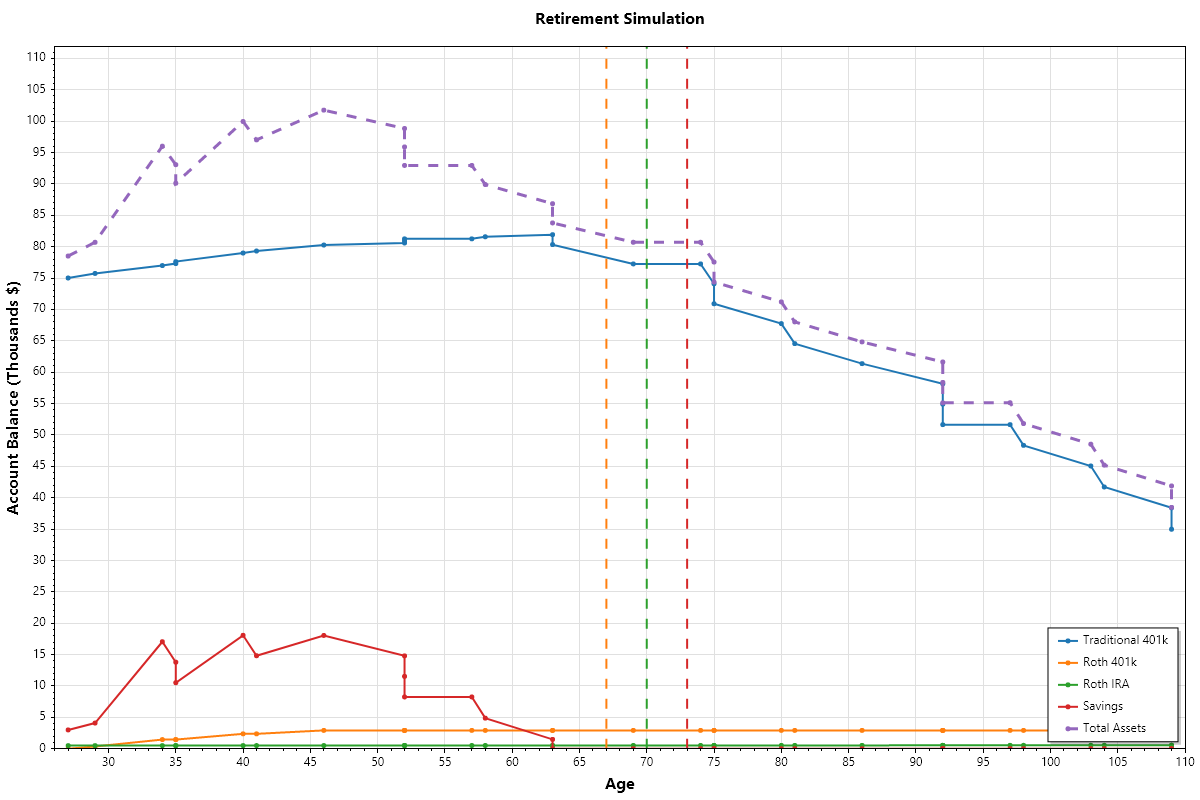 Retirement Simulation
Account Balance (Thousands $)
110
105
100
95
90
85
80
75
70
65
60
55
50
45
40
35
30
25
20
15
10
5
0
Traditional 401k
Roth 401k
Roth IRA
Savings
Total Assets
30 35 40 45 50 55 60 65 70 75 80 85 90 95 100 105 110
Age